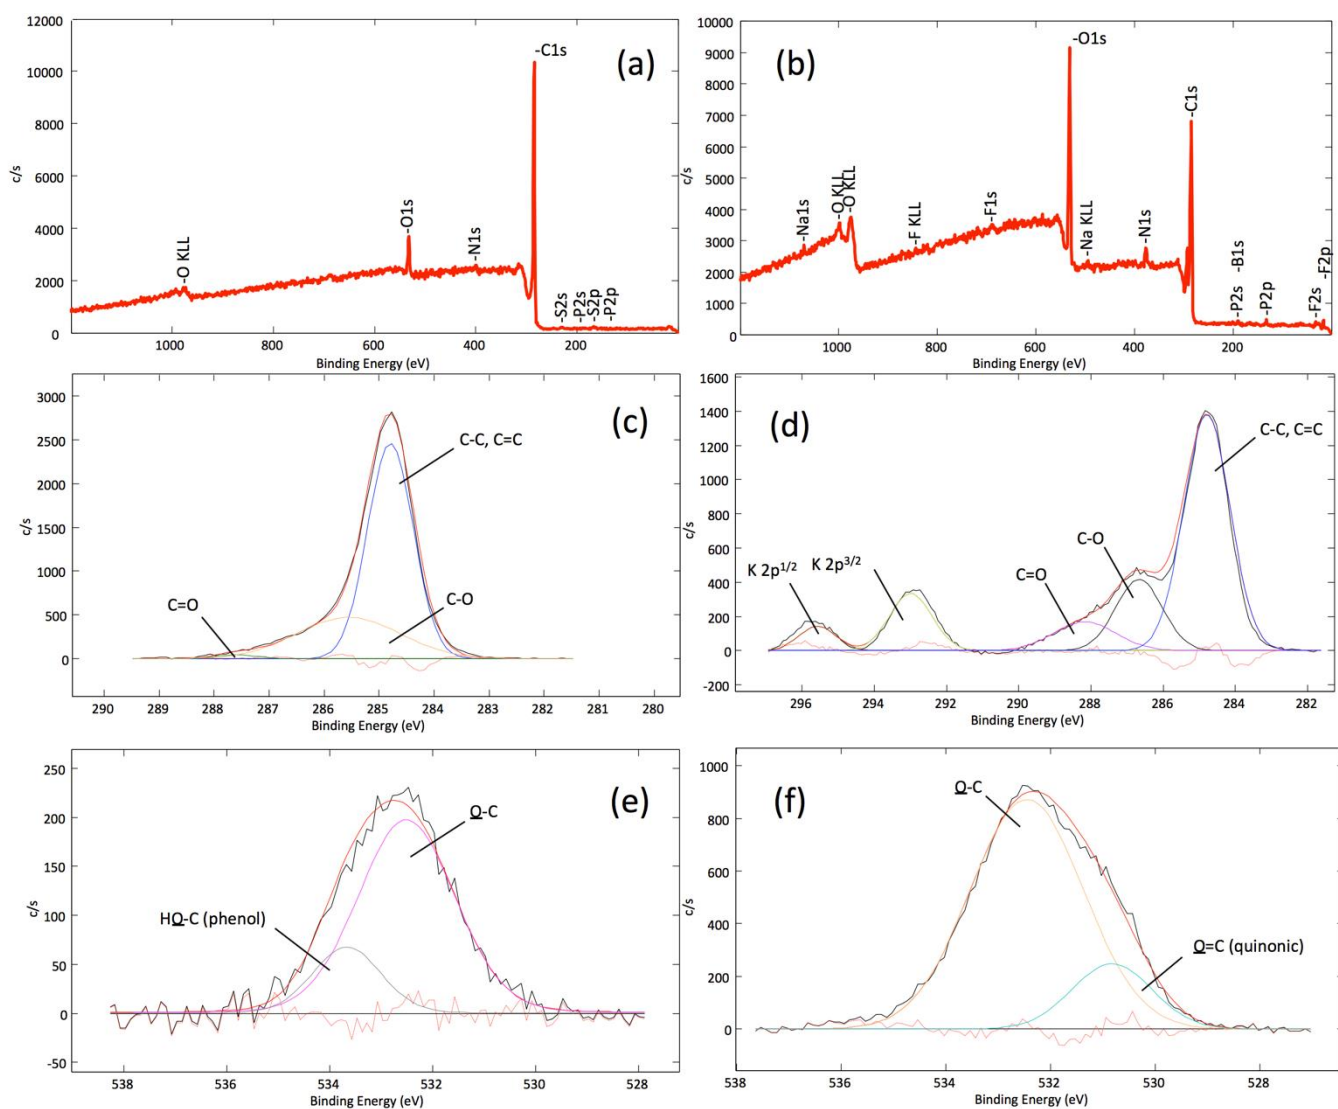 12000
10000
8000
6000
4000
2000
0
c/s
1000 800 600 400 200
Binding Energy (eV)
(a)
-O KLL
-O1s
-N1s
-C1s
-S2s
-P2s
-S2p
-P2p
10000
9000
8000
7000
6000
5000
4000
3000
2000
1000
0
c/s
1000 800 600 400 200
Binding Energy (eV)
(b)
-Na1s
-O KLL
-O KLL
-F KLL
-F1s
-O1s
-Na KLL
-N1s
-C1s
-B1s
-P2s
-P2p
-F2s
-F2p
3000
2500
2000
1500
1000
500
0
c/s
290 289 288 287 286 285 284 283 282 281 280
Binding Energy (eV)
(c)
C-C, C=C
C=O
C-O
1600
1400
1200
1000
800
600
400
200
0
-200
c/s
296 294 292 290 288 286 284 282
Binding Energy (eV)
(d)
C-C, C=C
C-O
C=O
K 2p1/2
K 2p3/2
250
200
150
100
50
0
-50
c/s
538 536 534 532 530 528
Binding Energy (eV)
(e)
O-C
HO-C (phenol)
1000
800
600
400
200
0
c/s
538 536 534 532 530 528
Binding Energy (eV)
(f)
O-C
O=C (quinonic)